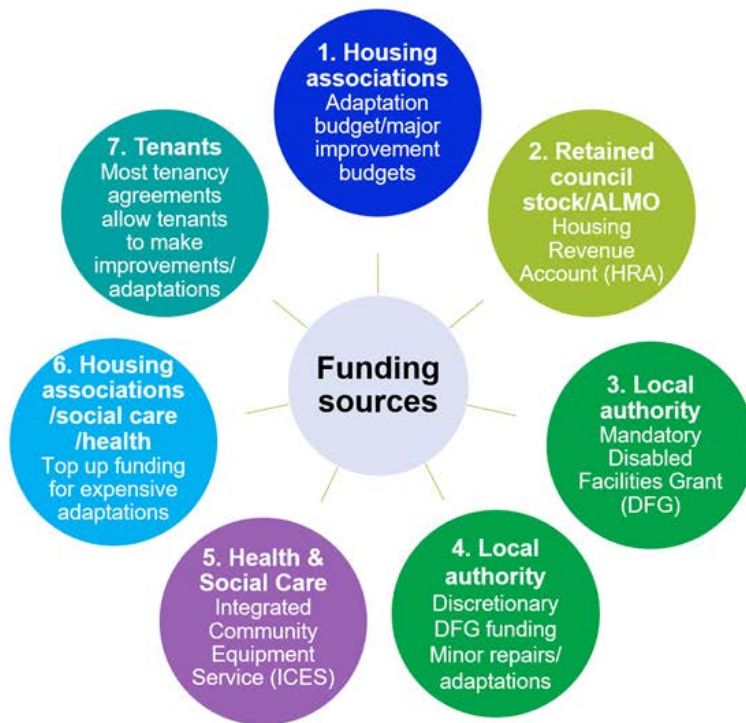 1. Housing
associations
Adaptation
budget/major
improvement
budgets
2. Retained
council
stock/ALMO
Housing
Revenue
Account (HRA)
3. Local
authority
Mandatory
Disabled
Facilities Grant
(DFG)
4. Local
authority
Discretionary
DFG funding
Minor repairs/
adaptations
5. Health &
Social Care
Integrated
Community
Equipment
Service (ICES)
6. Housing
associations
/social care
/health
Top up funding
for expensive
adaptations
7. Tenants
Most tenancy
agreements
allow tenants
to make
improvements/
adaptations
Funding
sources